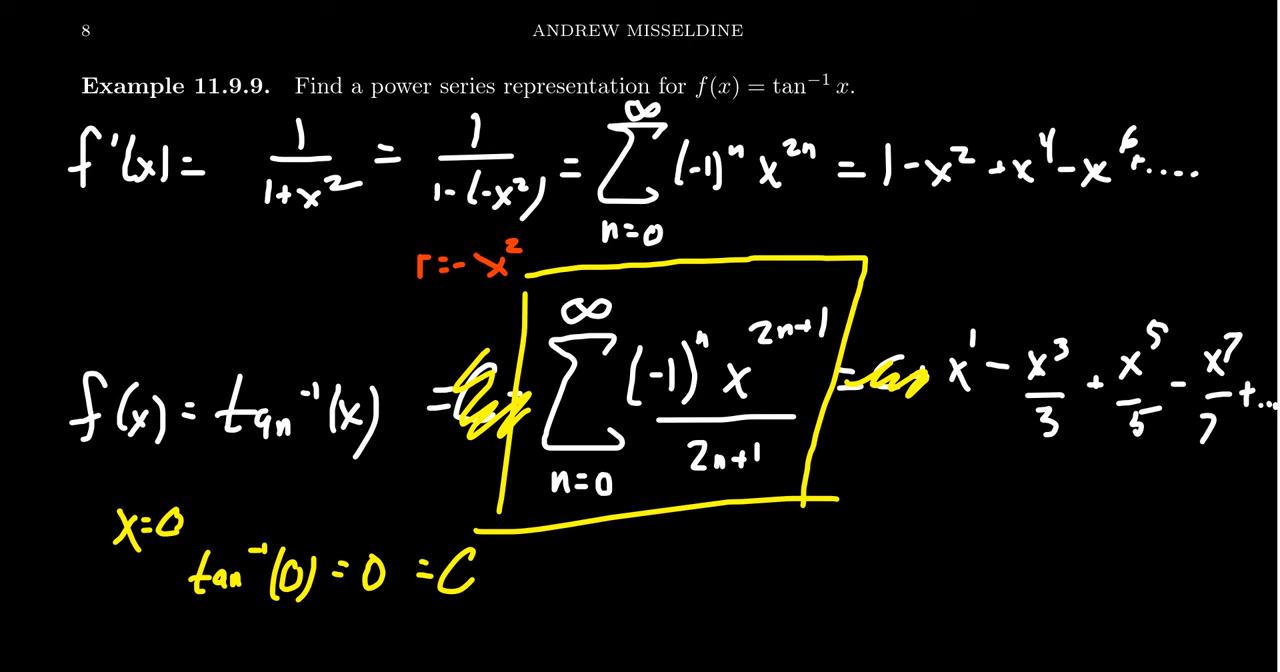 8 ANDREW MISSELDINE
Example 11.9.9. Find a power series representation for f(x) = tan⁻¹ x.
f'(x) = 1/(1+x²) = 1/(1-(-x²)) = ∑_{n=0}^{∞} (-1)ⁿ x²ⁿ = 1 - x² + x⁴ - x⁶ + ....
r = -x²
f(x) = tan⁻¹(x) = ∑_{n=0}^{∞} (-1)ⁿ x²ⁿ⁺¹/(2n+1) = x¹ - x³/3 + x⁵/5 - x⁷/7 + ...
x=0
tan⁻¹(0) = 0 = C